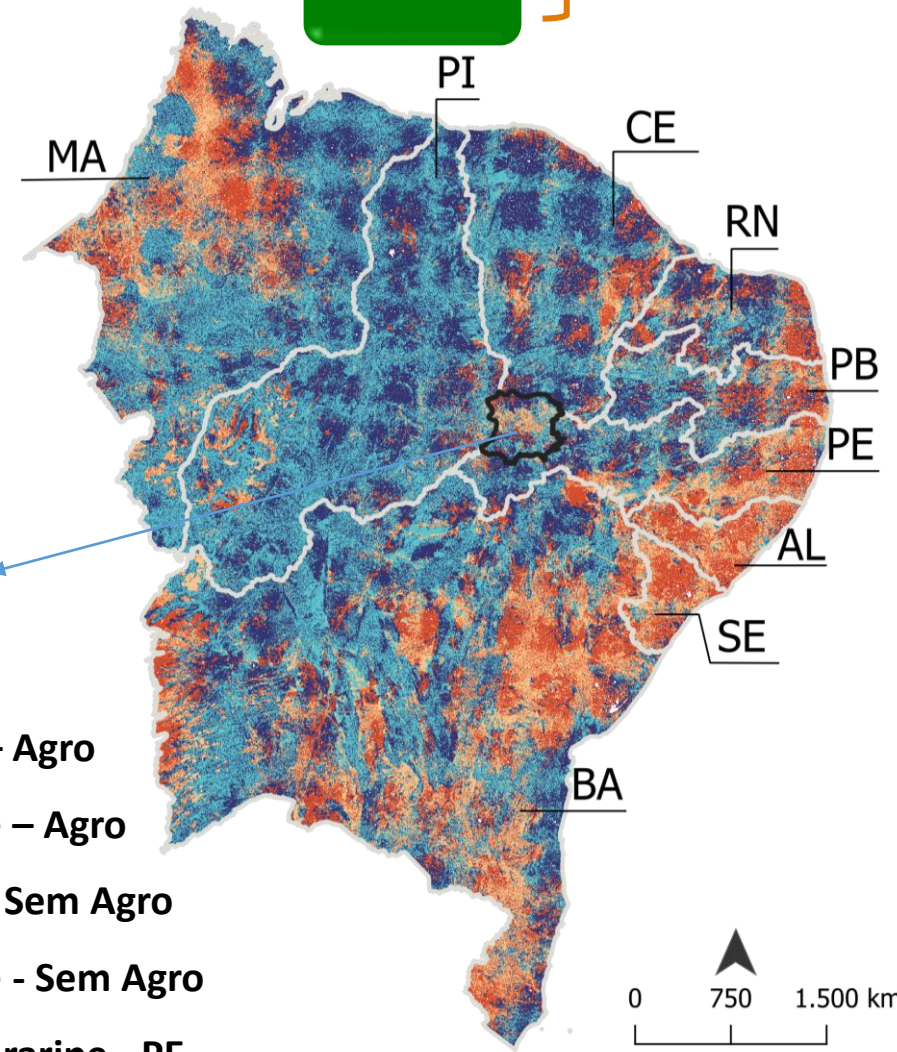 PI
CE
MA
RN
PB
PE
AL
SE
– Agro
– Agro
Sem Agro
- Sem Agro
BA
0 750 1.500 km
- PE